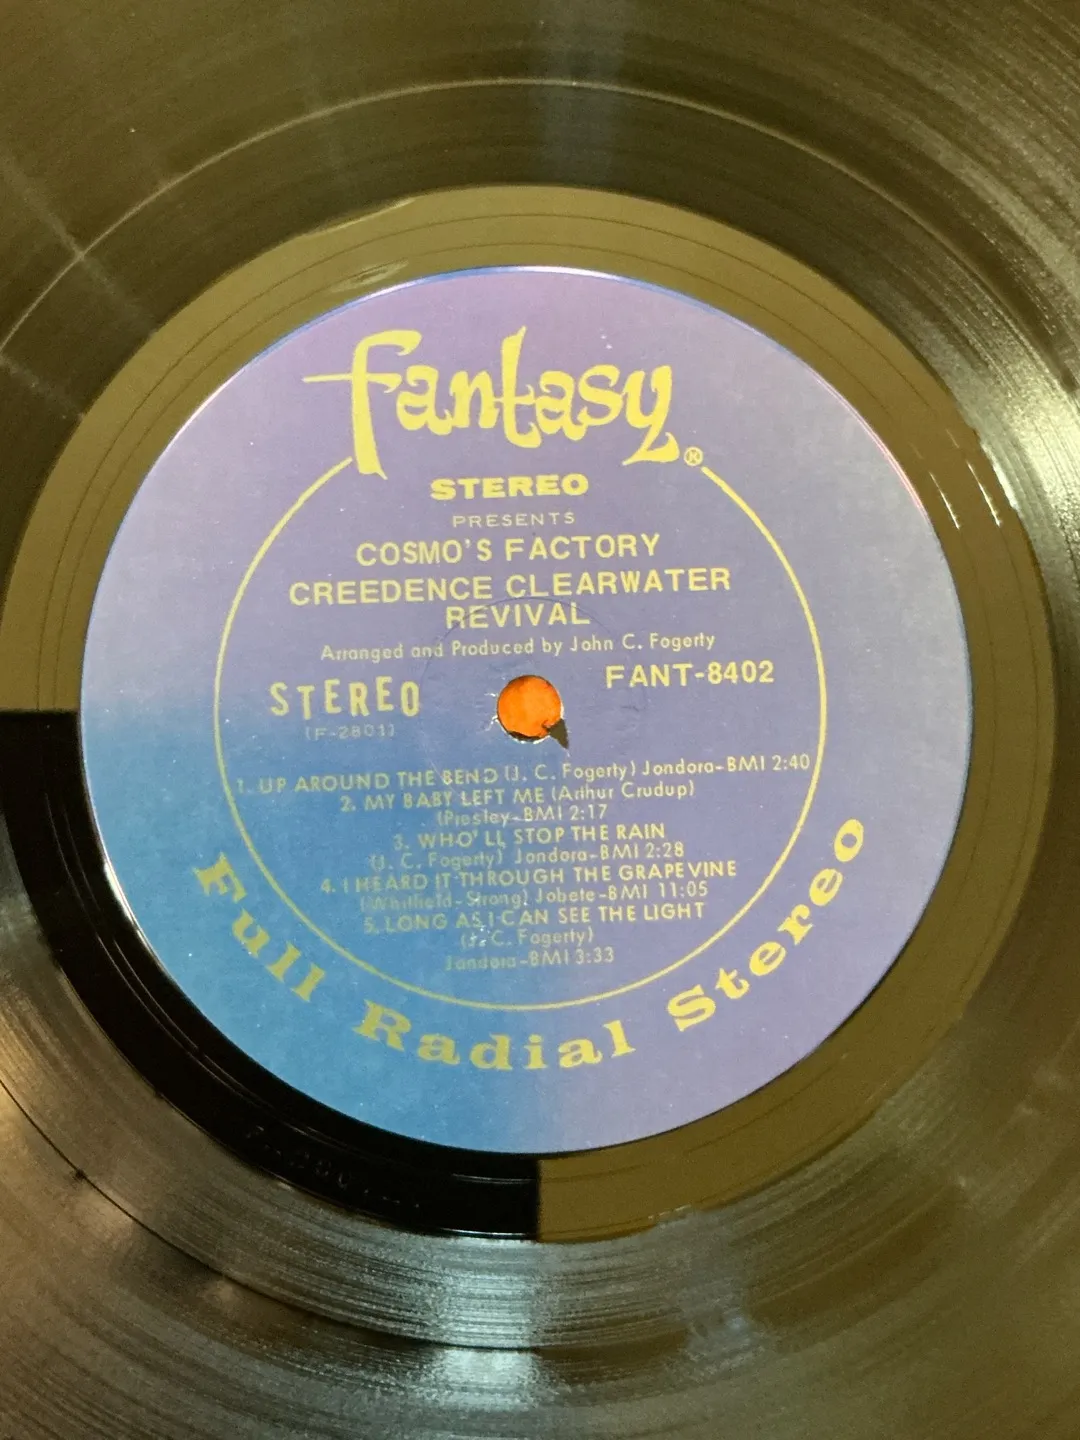 fantasy®
STEREO
PRESENTS
COSMO'S FACTORY
CREEDENCE CLEARWATER
REVIVAL
Arranged and Produced by John C. Fogerty
STEREO
FANT-8402
(F-2801)
1. UP AROUND THE BEND (J. C. Fogerty) Jondora-BMI 2:40
2. MY BABY LEFT ME (Arthur Crudup)
(Presley-BMI 2:17
3. WHO'LL STOP THE RAIN
(J. C. Fogerty) Jondora-BMI 2:28
4. I HEARD IT THROUGH THE GRAPEVINE
(Whitfield-Strong) Jobete-BMI 11:05
5. LONG AS I CAN SEE THE LIGHT
(J. C. Fogerty)
Jondora-BMI 3:33
Full Radial Stereo